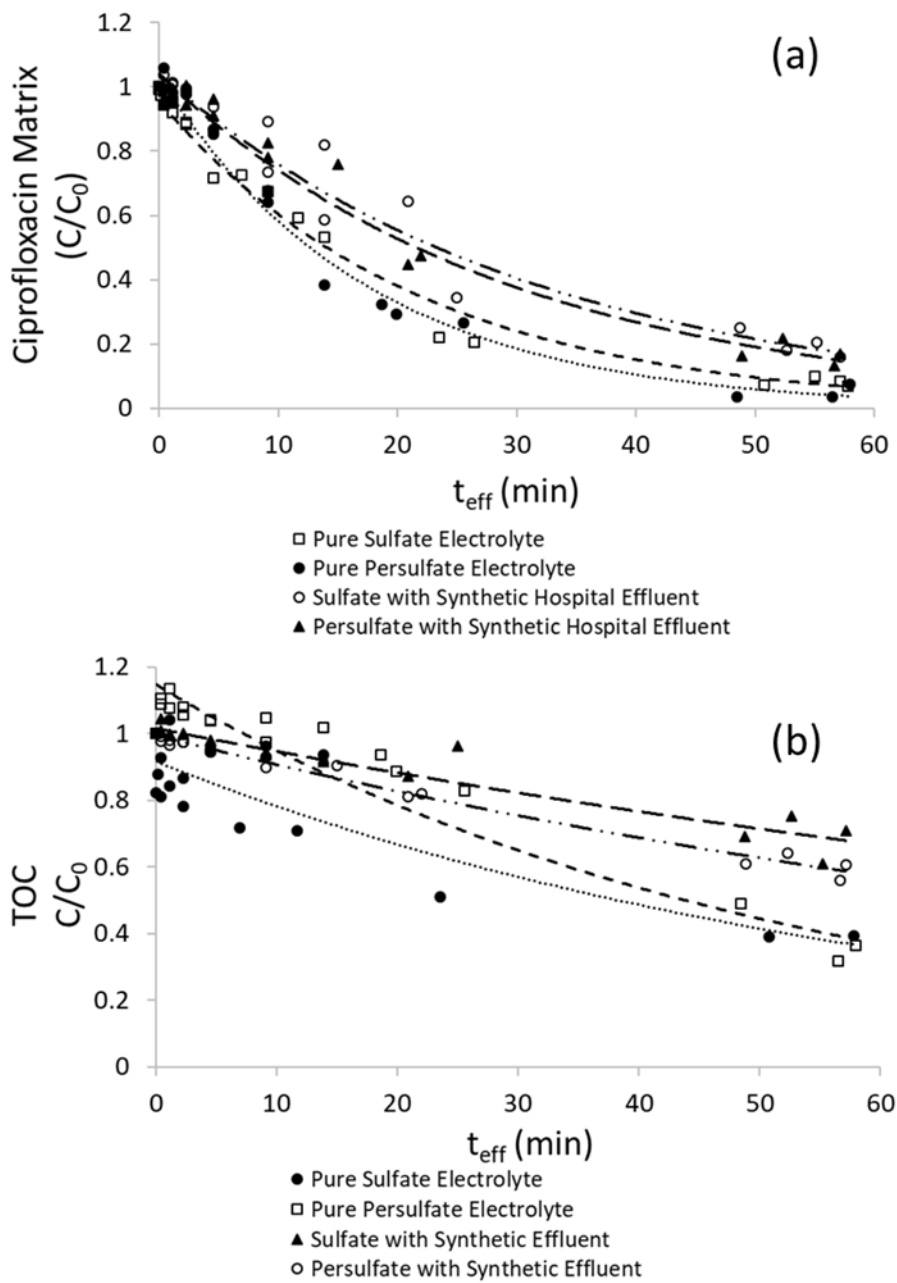 (a)
Ciprofloxacin Matrix
(C/C0)
1.2
1
0.8
0.6
0.4
0.2
0
0 10 20 30 40 50 60
teff (min)
Pure Sulfate Electrolyte
Pure Persulfate Electrolyte
Sulfate with Synthetic Hospital Effluent
Persulfate with Synthetic Hospital Effluent
(b)
TOC
C/C0
1.2
1
0.8
0.6
0.4
0.2
0
0 10 20 30 40 50 60
teff (min)
Pure Sulfate Electrolyte
Pure Persulfate Electrolyte
Sulfate with Synthetic Effluent
Persulfate with Synthetic Effluent